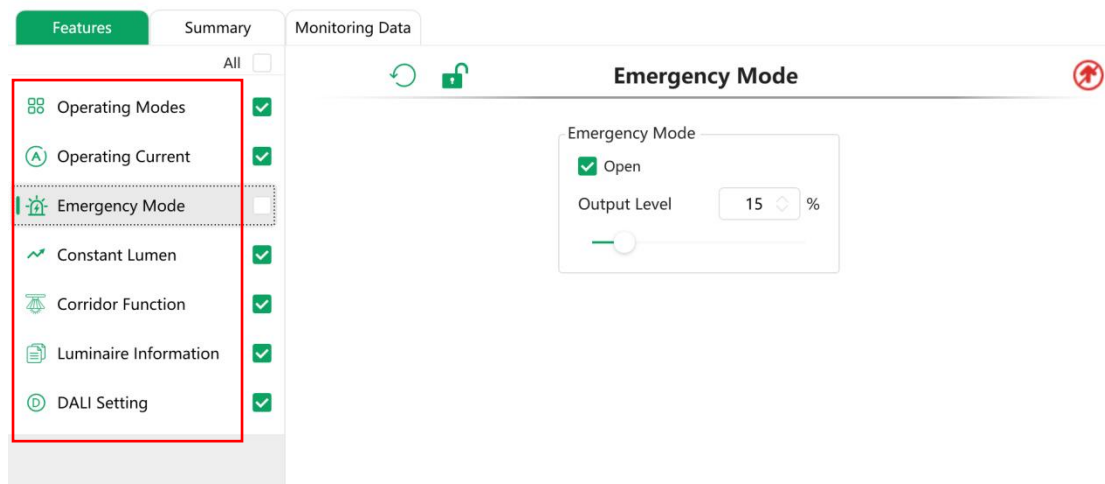 Features
Summary
Monitoring Data
All
Operating Modes
Operating Current
Emergency Mode
Constant Lumen
Corridor Function
Luminaire Information
DALI Setting
Emergency Mode
Emergency Mode
Open
Output Level 15 %